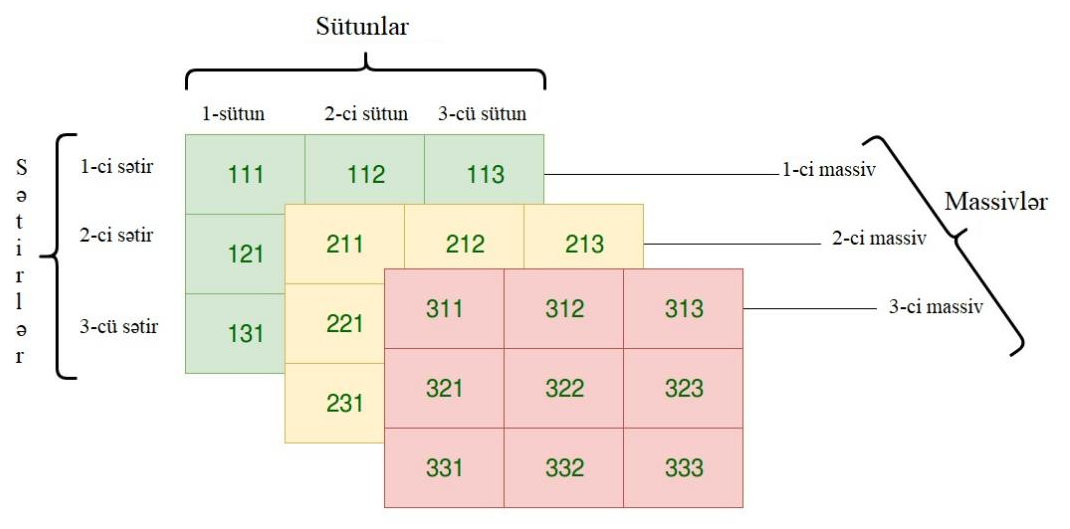 Sütunlar
1-sütun 2-ci sütun 3-cü sütun
Sətirlər
1-ci sətir
2-ci sətir
3-cü sətir
111 112 113
121
131
211 212 213
221
231
311 312 313
321 322 323
331 332 333
1-ci massiv
2-ci massiv
3-ci massiv
Massivlər